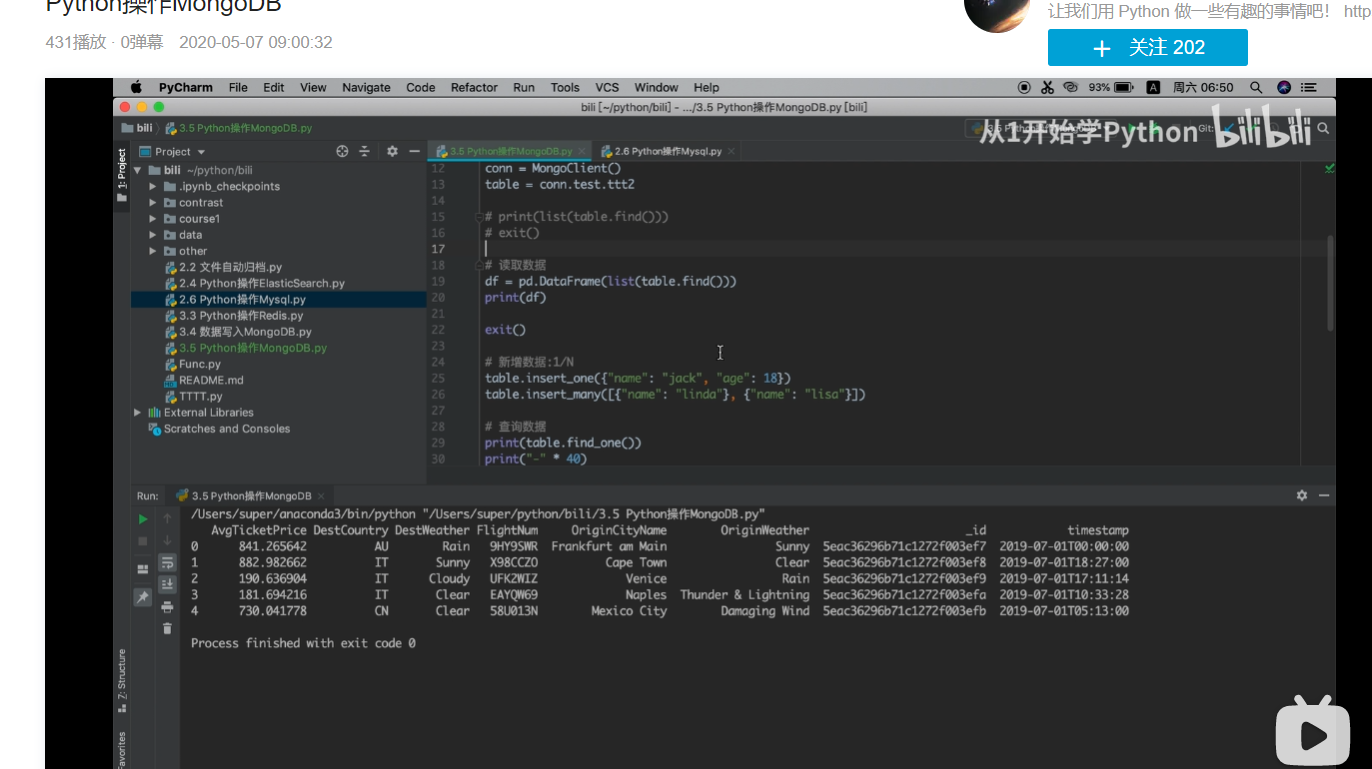 Python操作MongoDB
431播放 · 0弹幕 2020-05-07 09:00:32
让我们用 Python 做一些有趣的事情吧! http
+ 关注 202
PyCharm File Edit View Navigate Code Refactor Run Tools VCS Window Help
93% A 周六 06:50
bili [~/python/bili] - .../3.5 Python操作MongoDB.py [bili]
bili 3.5 Python操作MongoDB.py
Git:
从1开始学Python bilibili
1: Project
Project
3.5 Python操作MongoDB.py 2.6 Python操作Mysql.py
bili ~/python/bili
.ipynb_checkpoints
contrast
course1
data
other
2.2 文件自动归档.py
2.4 Python操作ElasticSearch.py
2.6 Python操作Mysql.py
3.3 Python操作Redis.py
3.4 数据写入MongoDB.py
3.5 Python操作MongoDB.py
Func.py
README.md
TTTT.py
External Libraries
Scratches and Consoles
12 conn = MongoClient()
13 table = conn.test.ttt2
14
15 # print(list(table.find()))
16 # exit()
17
18 # 读取数据
19 df = pd.DataFrame(list(table.find()))
20 print(df)
21
22 exit()
23
24 # 新增数据:1/N
25 table.insert_one({"name": "jack", "age": 18})
26 table.insert_many([{"name": "linda"}, {"name": "lisa"}])
27
28 # 查询数据
29 print(table.find_one())
30 print("-" * 40)
Run: 3.5 Python操作MongoDB
/Users/super/anaconda3/bin/python "/Users/super/python/bili/3.5 Python操作MongoDB.py"
AvgTicketPrice DestCountry DestWeather FlightNum OriginCityName OriginWeather _id timestamp
0 841.265642 AU Rain 9HY9SWR Frankfurt am Main Sunny 5eac36296b71c1272f003ef7 2019-07-01T00:00:00
1 882.982662 IT Sunny X98CCZO Cape Town Clear 5eac36296b71c1272f003ef8 2019-07-01T18:27:00
2 190.636904 IT Cloudy UFK2WIZ Venice Rain 5eac36296b71c1272f003ef9 2019-07-01T17:11:14
3 181.694216 IT Clear EAYQW69 Naples Thunder & Lightning 5eac36296b71c1272f003efa 2019-07-01T10:33:28
4 730.041778 CN Clear 58U013N Mexico City Damaging Wind 5eac36296b71c1272f003efb 2019-07-01T05:13:00
Process finished with exit code 0
Z: Structure
avorites